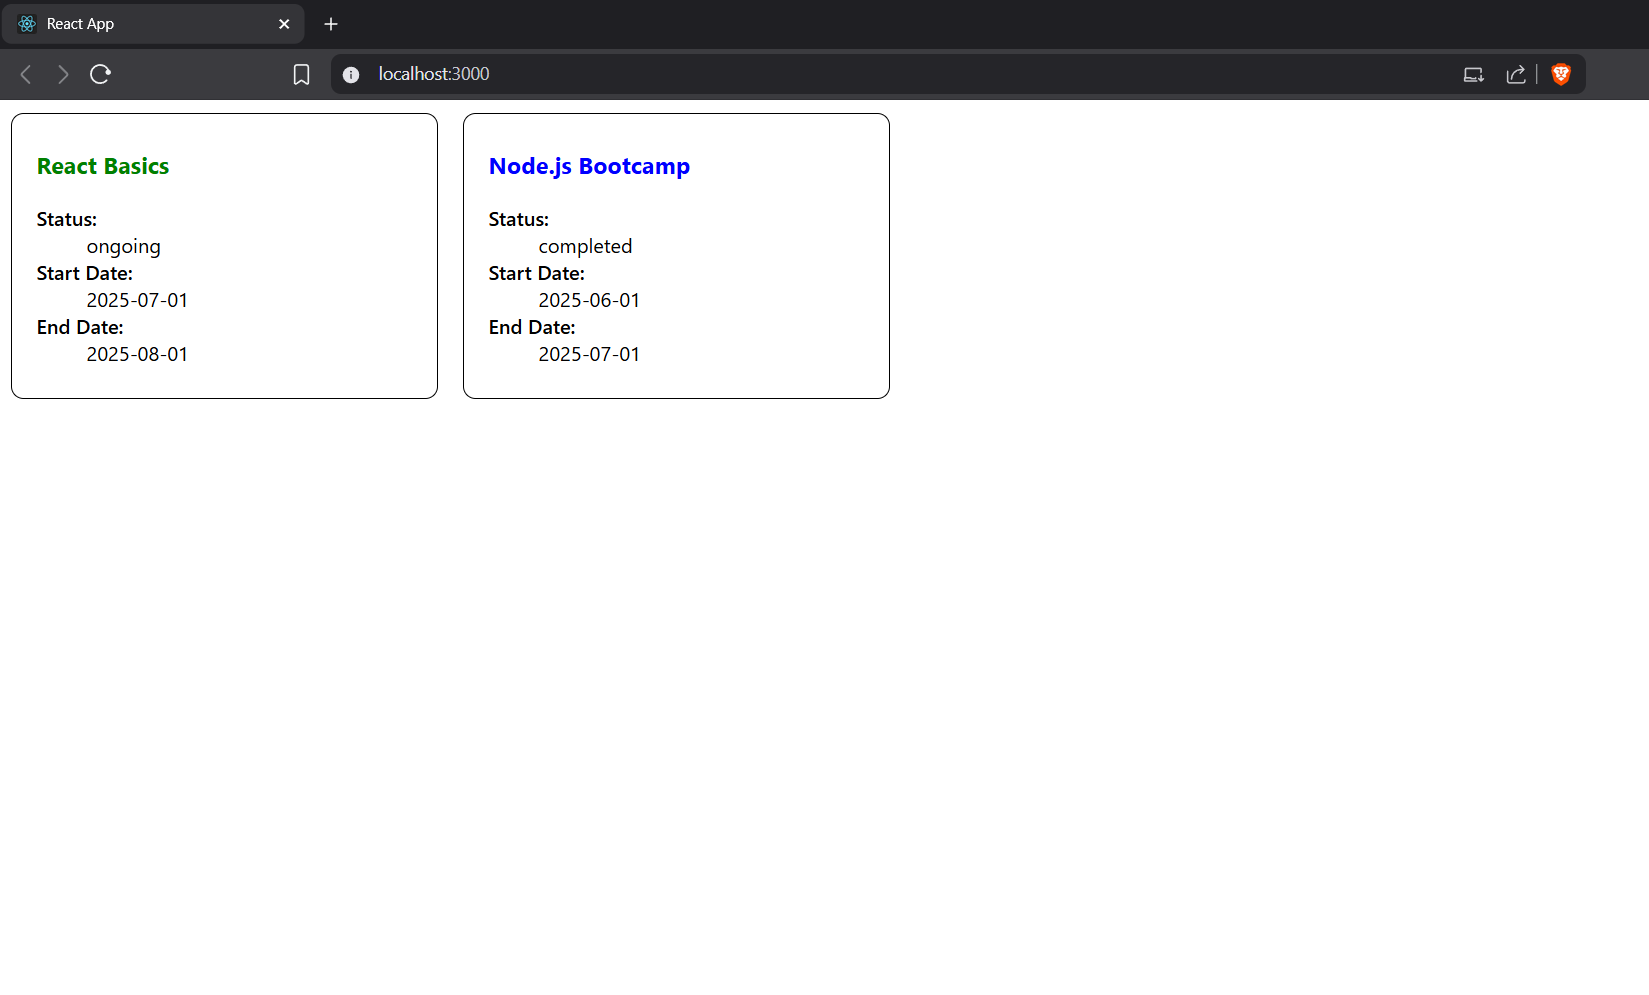 React App
localhost:3000
React Basics
Status:
ongoing
Start Date:
2025-07-01
End Date:
2025-08-01
Node.js Bootcamp
Status:
completed
Start Date:
2025-06-01
End Date:
2025-07-01